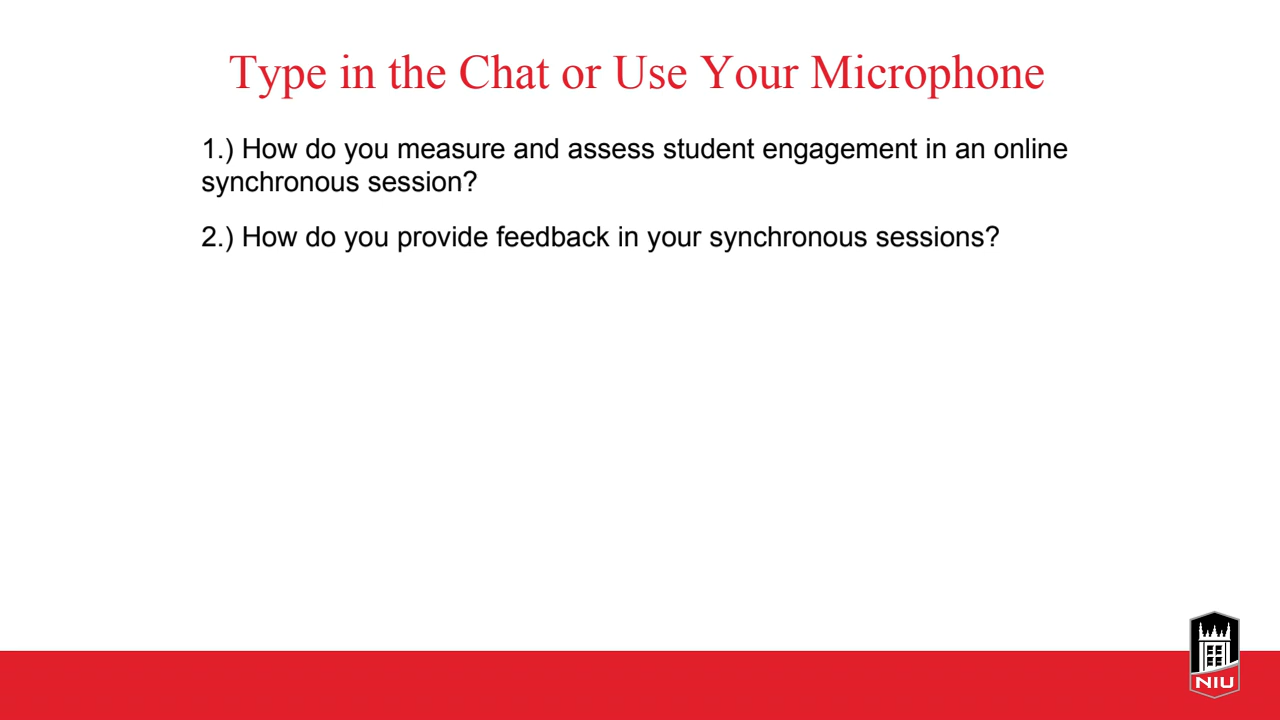 Type in the Chat or Use Your Microphone
1.) How do you measure and assess student engagement in an online
synchronous session?
2.) How do you provide feedback in your synchronous sessions?
NIU